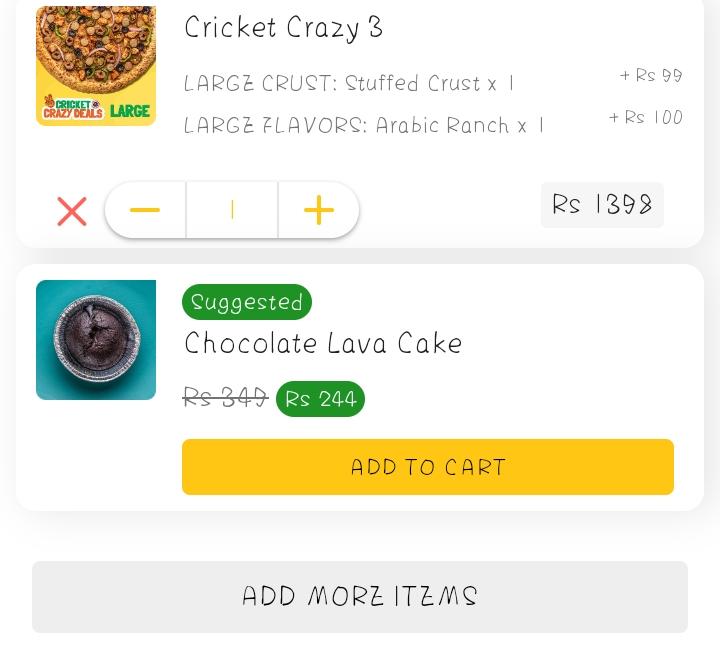 Cricket Crazy 3
LARGE CRUST: Stuffed Crust x 1
+ Rs 99
LARGE FLAVORS: Arabic Ranch x 1
+ Rs 100
CRICKET
CRAZY DEALS
LARGE
1
Rs 1398
Suggested
Chocolate Lava Cake
Rs 349 Rs 244
ADD TO CART
ADD MORE ITEMS